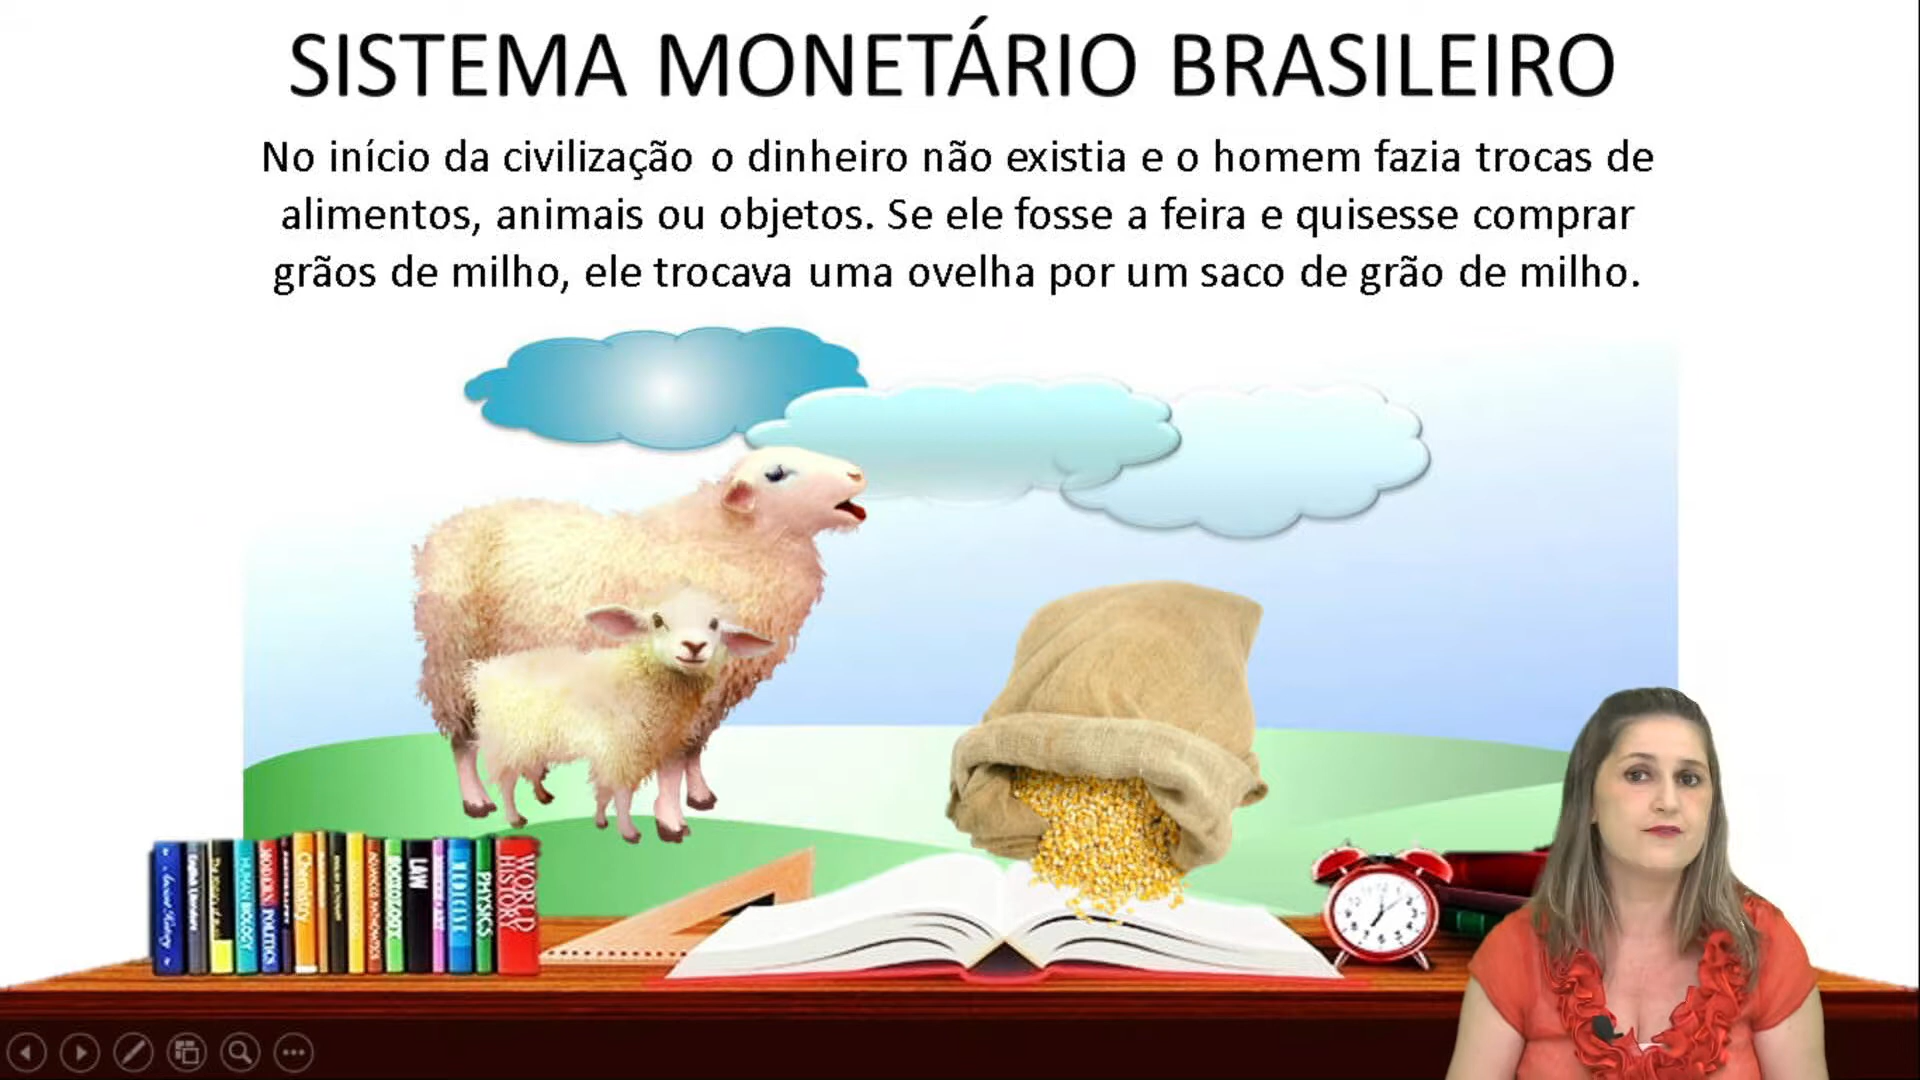 SISTEMA MONETÁRIO BRASILEIRO
No início da civilização o dinheiro não existia e o homem fazia trocas de
alimentos, animais ou objetos. Se ele fosse a feira e quisesse comprar
grãos de milho, ele trocava uma ovelha por um saco de grão de milho.
HUMAN BIOLOGY
MODERN POLITICS
Chemistry
LAW
MEDICINE
PHYSICS
WORLD HISTORY